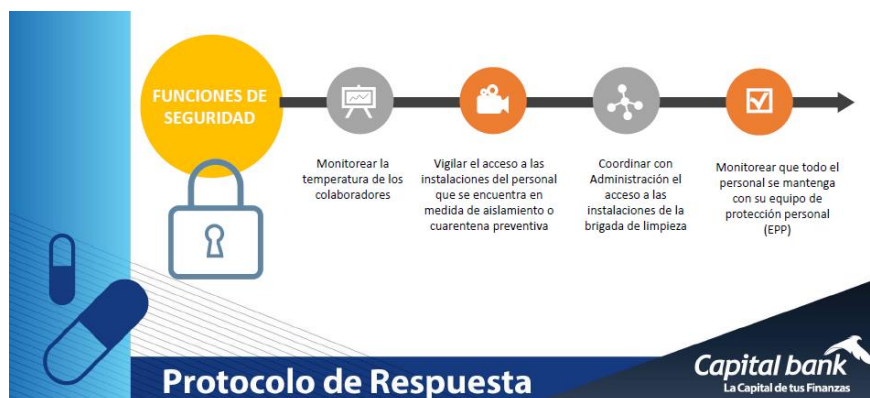 FUNCIONES DE
SEGURIDAD
Monitorear la
temperatura de los
colaboradores
Vigilar el acceso a las
instalaciones del personal
que se encuentra en
medida de aislamiento o
cuarentena preventiva
Coordinar con
Administración el
acceso a las
instalaciones de la
brigada de limpieza
Monitorear que todo el
personal se mantenga
con su equipo de
protección personal
(EPP)
Protocolo de Respuesta
Capital bank
La Capital de tus Finanzas